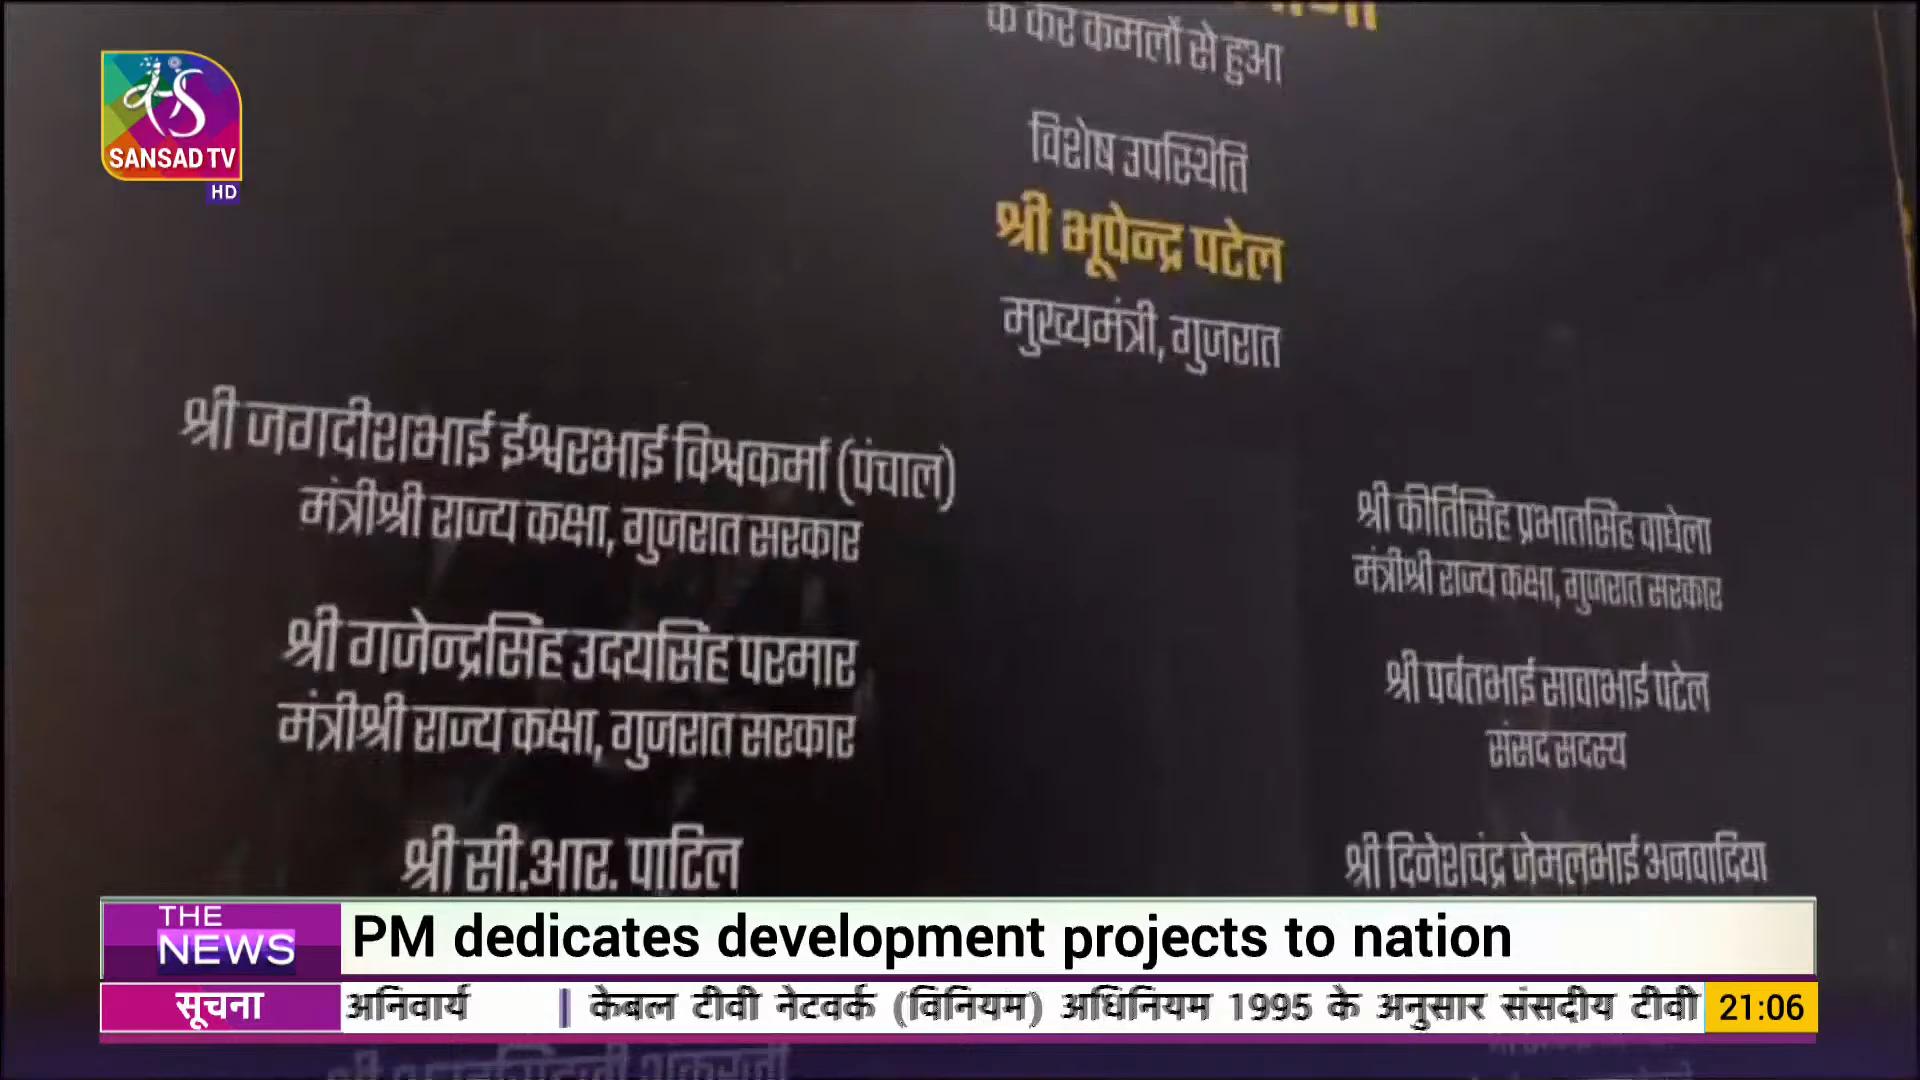 के कर कमलों से हुआ
विशेष उपस्थिति
श्री भूपेन्द्र पटेल
मुख्यमंत्री, गुजरात
श्री जगदीशभाई ईश्वरभाई विश्वकर्मा (पंचाल)
मंत्रीश्री राज्य कक्षा, गुजरात सरकार
श्री गजेन्द्रसिंह उदयसिंह परमार
मंत्रीश्री राज्य कक्षा, गुजरात सरकार
श्री सी.आर. पाटिल
श्री कीर्तिसिंह प्रभातसिंह वाघेला
मंत्रीश्री राज्य कक्षा, गुजरात सरकार
श्री पर्बतभाई सावाभाई पटेल
संसद सदस्य
श्री दिनेशचंद्र जेमलभाई अनवादिया
SANSAD TV
HD
THE NEWS
PM dedicates development projects to nation
सूचना
अनिवार्य | केबल टीवी नेटवर्क (विनियम) अधिनियम 1995 के अनुसार संसदीय टीवी
21:06